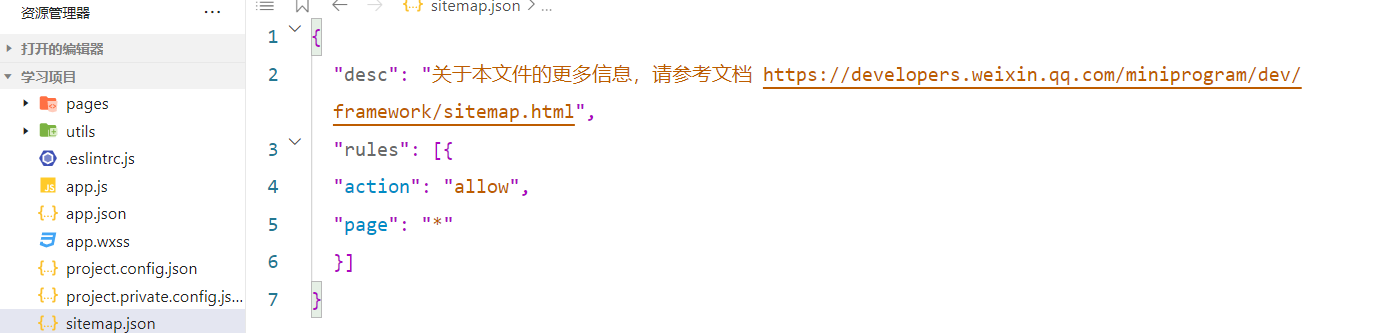 资源管理器 ···
打开的编辑器
学习项目
pages
utils
.eslintrc.js
app.js
app.json
app.wxss
project.config.json
project.private.config.js...
sitemap.json
sitemap.json > ...
1 {
2 "desc": "关于本文件的更多信息，请参考文档 https://developers.weixin.qq.com/miniprogram/dev/
framework/sitemap.html",
3 "rules": [{
4 "action": "allow",
5 "page": "*"
6 }]
7 }